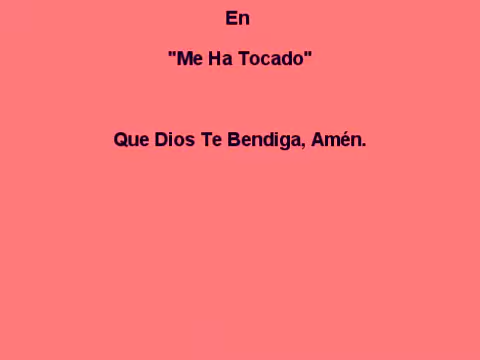 En
"Me Ha Tocado"
Que Dios Te Bendiga, Amén.